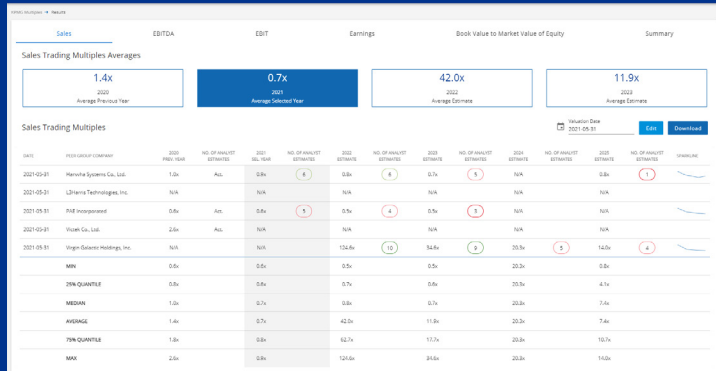 Trading Multiples → Results
Sales EBITDA EBIT Earnings Book Value to Market Value of Equity Summary
Sales Trading Multiples Averages
1.4x 0.7x 42.0x 11.9x
2020 2021 2022 2023
Average Previous Year Average Selected Year Average Estimate Average Estimate
Sales Trading Multiples Valuation Date 2021-05-31 Edit Download
DATE PEER GROUP COMPANY 2020 PREV. YEAR NO. OF ANALYST ESTIMATES 2021 SEL. YEAR NO. OF ANALYST ESTIMATES 2022 ESTIMATE NO. OF ANALYST ESTIMATES 2023 ESTIMATE NO. OF ANALYST ESTIMATES 2024 ESTIMATE NO. OF ANALYST ESTIMATES 2025 ESTIMATE NO. OF ANALYST ESTIMATES SPARKLINE
2021-05-31 Hanwha Systems Co., Ltd. 1.0x Act. 0.9x 6 0.8x 6 0.7x 5 N/A 0.8x 1
2021-05-31 L3Harris Technologies, Inc. N/A N/A N/A N/A N/A N/A
2021-05-31 PAE Incorporated 0.6x Act. 0.6x 5 0.5x 4 0.5x 3 N/A N/A
2021-05-31 Victek Co., Ltd. 2.6x Act. N/A N/A N/A N/A N/A
2021-05-31 Virgin Galactic Holdings, Inc. N/A N/A 124.6x 10 34.6x 9 20.3x 5 14.0x 4
MIN 0.6x 0.6x 0.5x 0.5x 20.3x 0.8x
25% QUANTILE 0.8x 0.6x 0.7x 0.6x 20.3x 4.1x
MEDIAN 1.0x 0.7x 0.8x 0.7x 20.3x 7.4x
AVERAGE 1.4x 0.7x 42.0x 11.9x 20.3x 7.4x
75% QUANTILE 1.8x 0.8x 62.7x 17.7x 20.3x 10.7x
MAX 2.6x 0.9x 124.6x 34.6x 20.3x 14.0x